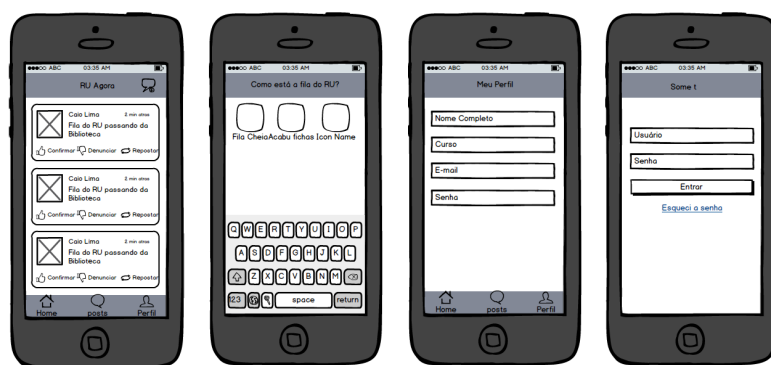 ABC 03:35 AM
RU Agora
Caio Lima 2 min atras
Fila do RU passando da
Biblioteca
Confirmar Denunciar Repostar
Caio Lima 2 min atras
Fila do RU passando da
Biblioteca
Confirmar Denunciar Repostar
Caio Lima 2 min atras
Fila do RU passando da
Biblioteca
Confirmar Denunciar Repostar
Home posts Perfil
ABC 03:35 AM
Como está a fila do RU?
Fila Cheia Acabu fichas Icon Name
Q W E R T Y U I O P
A S D F G H J K L
Z X C V B N M
123 space return
ABC 03:35 AM
Meu Perfil
Nome Completo
Curso
E-mail
Senha
Home posts Perfil
ABC 03:35 AM
Some t
Usuário
Senha
Entrar
Esqueci a senha